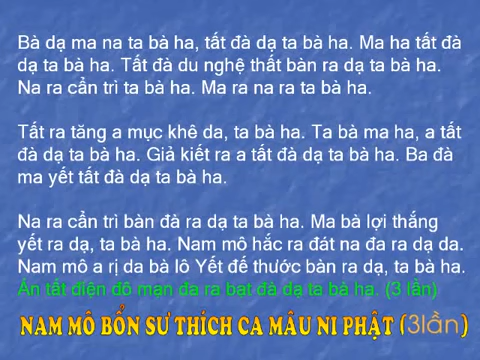 Bà dạ ma na ta bà ha, tất đà dạ ta bà ha. Ma ha tất đà
dạ ta bà ha. Tất đà du nghệ thất bàn ra dạ ta bà ha.
Na ra cẩn trì ta bà ha. Ma ra na ra ta bà ha.
Tất ra tăng a mục khê da, ta bà ha. Ta bà ma ha, a tất
đà dạ ta bà ha. Giả kiết ra a tất đà dạ ta bà ha. Ba đà
ma yết tất đà dạ ta bà ha.
Na ra cẩn trì bàn đà ra dạ ta bà ha. Ma bà lợi thắng
yết ra dạ, ta bà ha. Nam mô hắc ra đát na đa ra dạ da.
Nam mô a rị da bà lô Yết đế thước bàn ra dạ, ta bà ha.
Án tất điện đô mạn đa ra bạt đà dạ ta bà ha. (3 lần)
NAM MÔ BỔN SƯ THÍCH CA MÂU NI PHẬT (3lần)